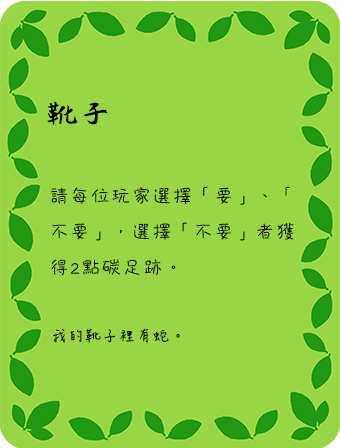 靴子
請每位玩家選擇「要」、「
不要」，選擇「不要」者獲
得2點碳足跡。
我的靴子裡有蛇。